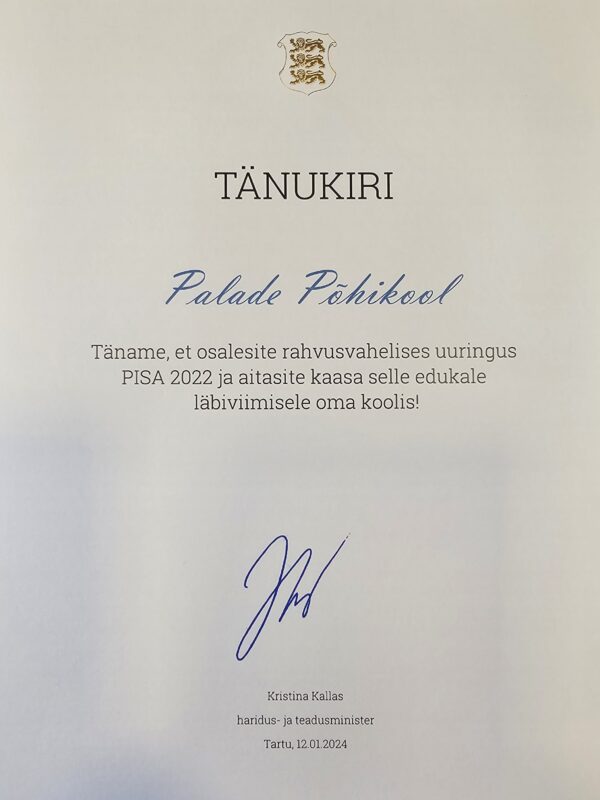 TÄNUKIRI
Palade Põhikool
Täname, et osalesite rahvusvahelises uuringus
PISA 2022 ja aitasite kaasa selle edukale
läbiviimisele oma koolis!
Kristina Kallas
haridus- ja teadusminister
Tartu, 12.01.2024